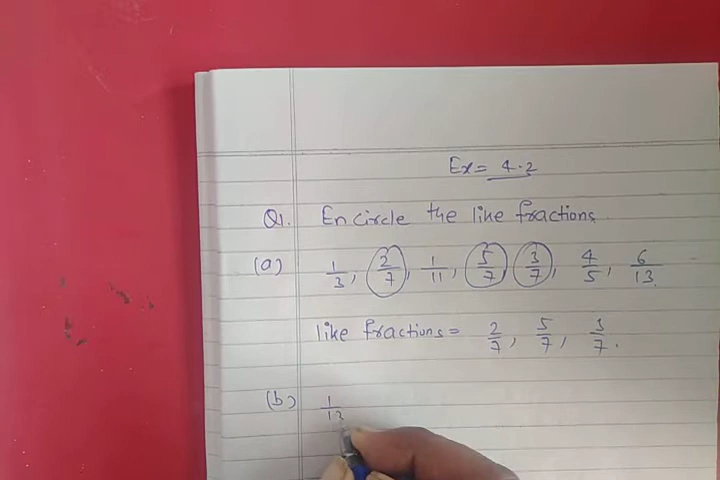 Ex = 4.2
Q1. Encircle the like fractions
(a) 1/3, 2/7, 1/11, 5/7, 3/7, 4/5, 6/13.
like fractions = 2/7, 5/7, 3/7.
(b) 1/13